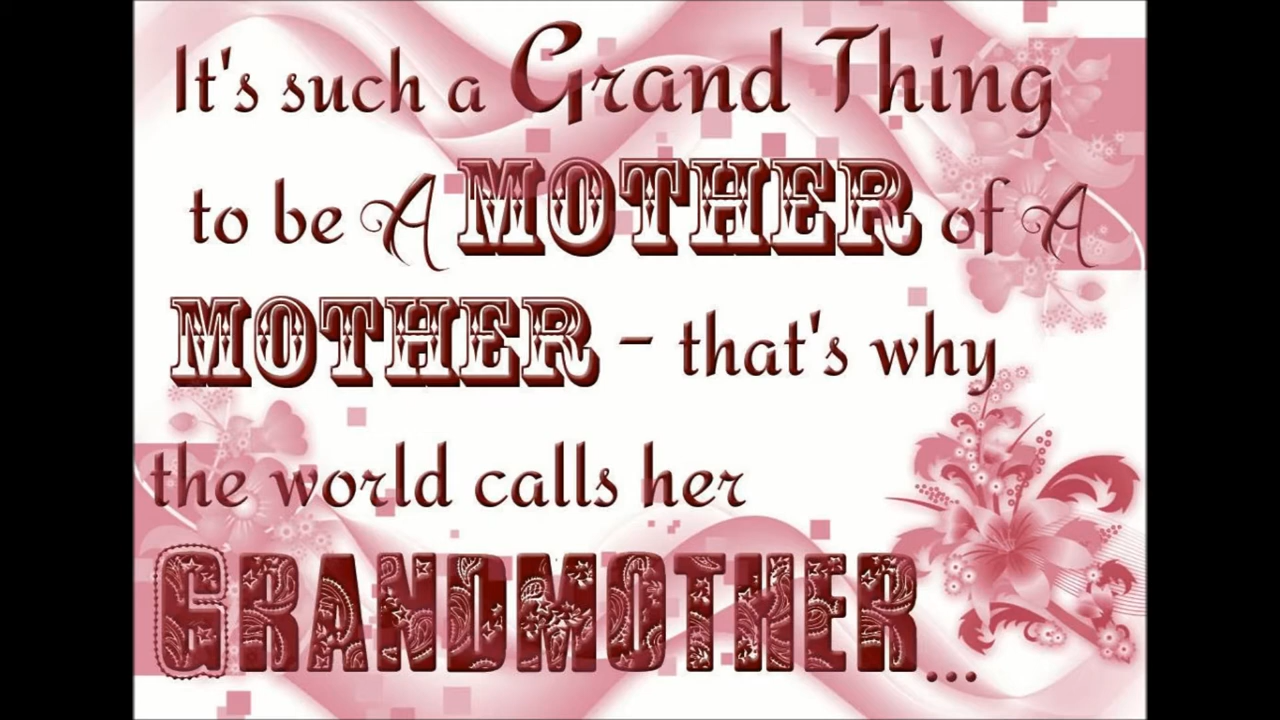 It's such a Grand Thing
to be A MOTHER of A
MOTHER - that's why
the world calls her
GRANDMOTHER...